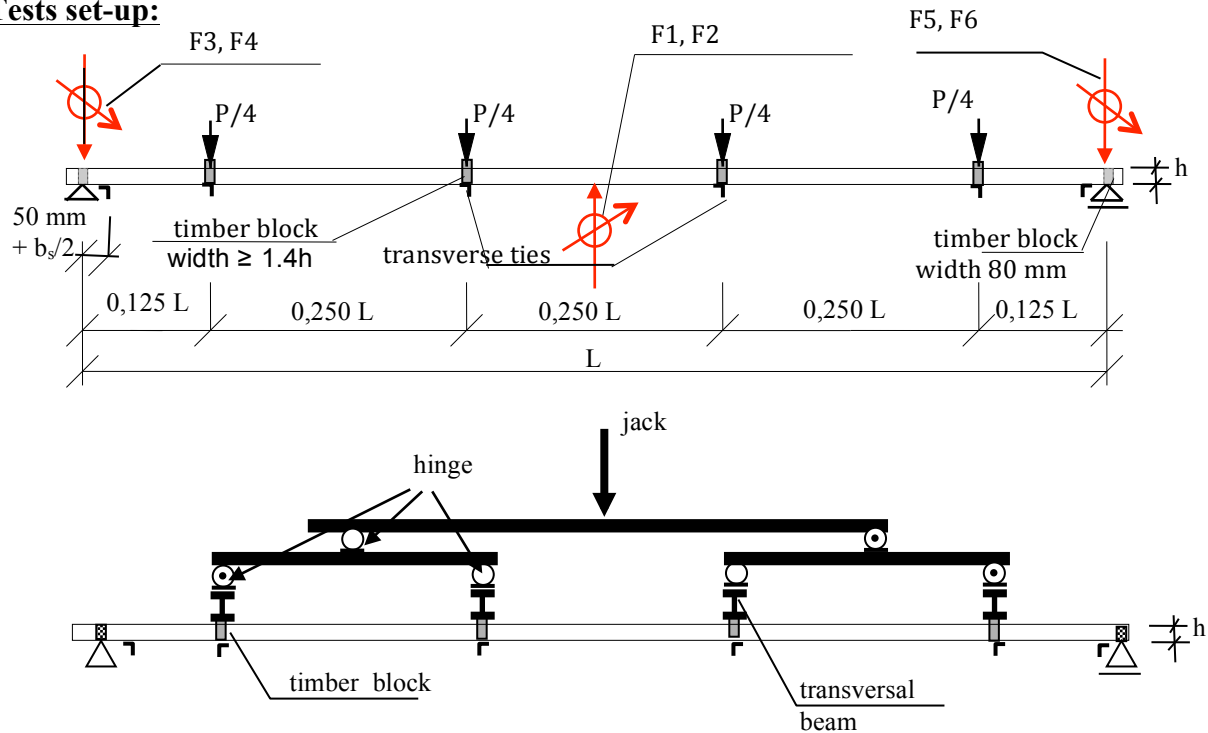 Tests set-up:
F3, F4
F1, F2
F5, F6
P/4
P/4
P/4
P/4
h
50 mm
+ bs/2
timber block
width ≥ 1.4h
transverse ties
timber block
width 80 mm
0,125 L
0,250 L
0,250 L
0,250 L
0,125 L
L
jack
hinge
h
timber block
transversal
beam